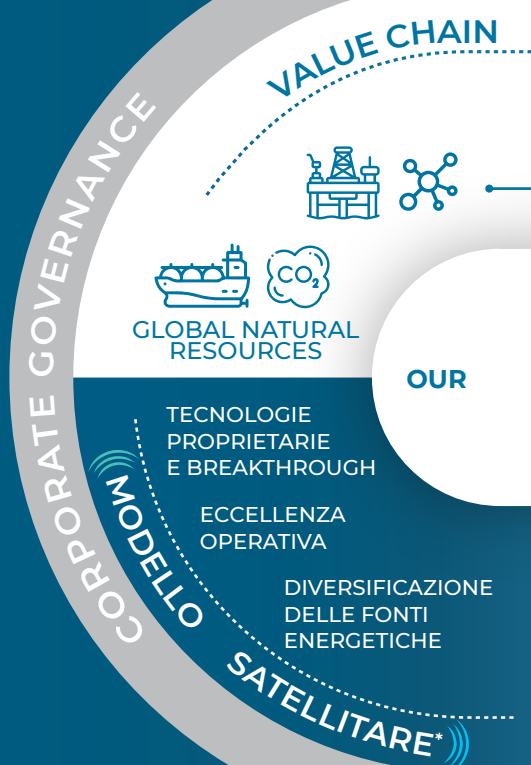 CORPORATE GOVERNANCE
VALUE CHAIN
CO2
GLOBAL NATURAL
RESOURCES
OUR
TECNOLOGIE
PROPRIETARIE
E BREAKTHROUGH
ECCELLENZA
OPERATIVA
DIVERSIFICAZIONE
DELLE FONTI
ENERGETICHE
MODELLO SATELLITARE*